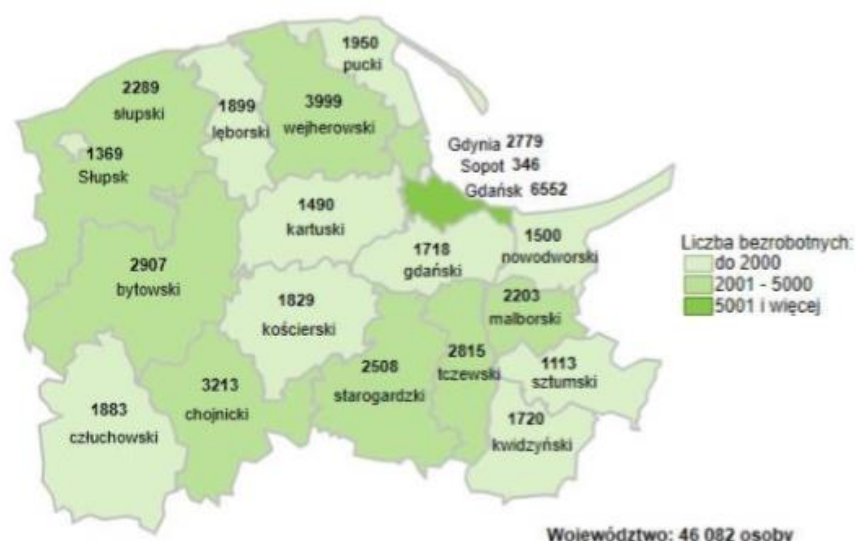 1950
pucki
2289
słupski
1899
lęborski
3999
wejherowski
Gdynia 2779
Sopot 346
Gdańsk 6552
1369
Słupsk
1490
kartuski
1718
gdański
1500
nowodworski
Liczba bezrobotnych:
do 2000
2001 - 5000
5001 i więcej
2907
bytowski
1829
kościerski
2203
malborski
2508
starogardzki
2815
tczewski
1113
sztumski
3213
chojnicki
1883
człuchowski
1720
kwidzyński
Województwo: 46 082 osoby